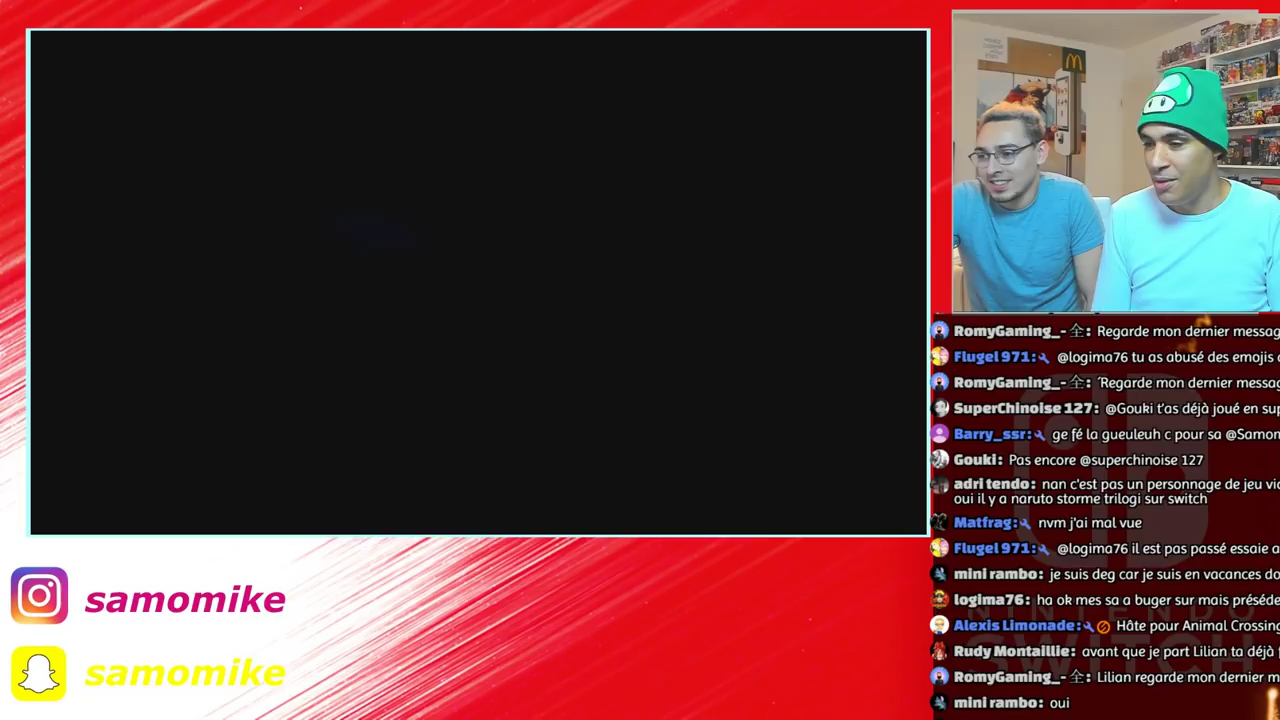 RomyGaming_-全: Regarde mon dernier messag
Flugel 971: @logima76 tu as abusé des emojis
RomyGaming_-全: 'Regarde mon dernier messag
SuperChinoise 127: @Gouki t'as déjà joué en su
Barry_ssr: ge fé la gueuleuh c pour sa @Samo
Gouki: Pas encore @superchinoise 127
adri tendo: nan c'est pas un personnage de jeu vi
oui il y a naruto storme trilogi sur switch
Matfrag: nvm j'ai mal vue
Flugel 971: @logima76 il est pas passé essaie a
mini rambo: je suis deg car je suis en vacances do
logima76: ha ok mes sa a buger sur mais préséde
Alexis Limonade: Hâte pour Animal Crossing
Rudy Montaillie: avant que je part Lilian ta déjà f
RomyGaming_-全: Lilian regarde mon dernier m
mini rambo: oui
samomike
samomike